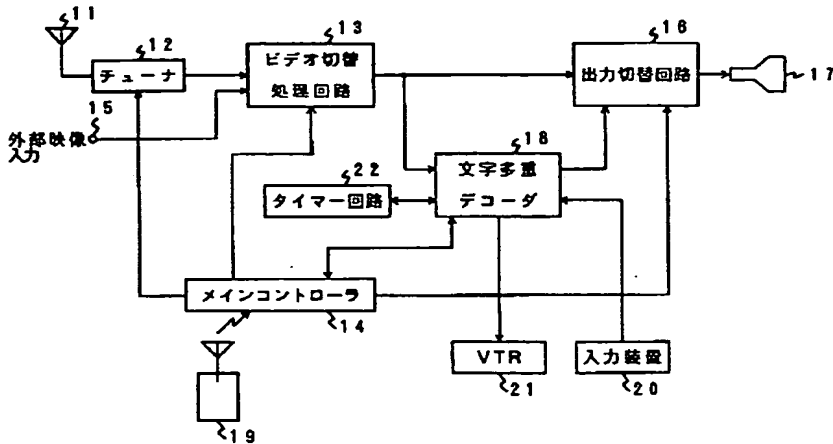 11
12
チューナ
13
ビデオ切替
処理回路
16
出力切替回路
17
15
外部映像
入力
18
文字多重
デコーダ
22
タイマー回路
メインコントローラ
14
VTR
21
入力装置
20
19